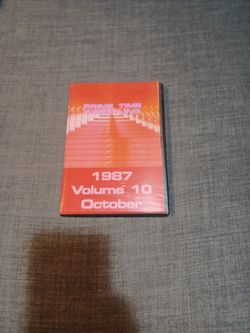 PRIME TIME
WRESTLING
1987
Volume 10
October